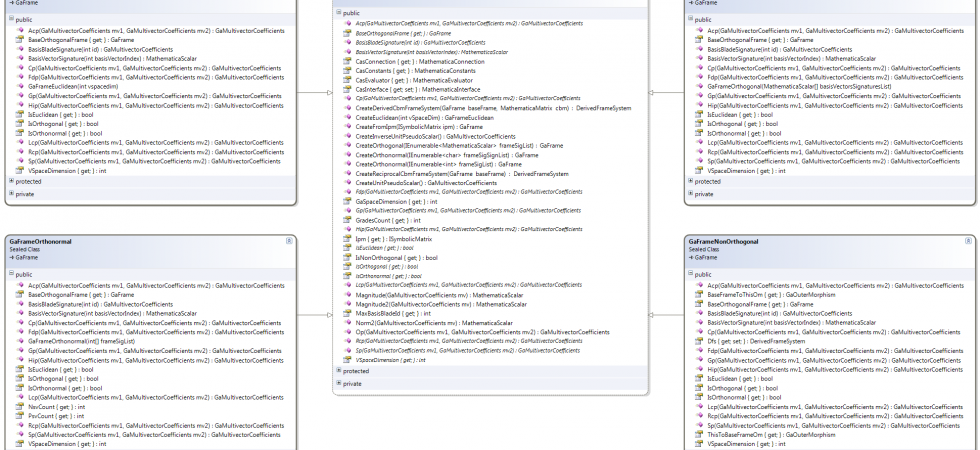 GaFrame
public
Acp(GaMultivectorCoefficients mv1, GaMultivectorCoefficients mv2) : GaMultivectorCoefficients
BaseOrthogonalFrame { get; } : GaFrame
BasisBladeSignature(int id) : GaMultivectorCoefficients
BasisVectorSignature(int basisVectorIndex) : MathematicaScalar
Cp(GaMultivectorCoefficients mv1, GaMultivectorCoefficients mv2) : GaMultivectorCoefficients
Fdp(GaMultivectorCoefficients mv1, GaMultivectorCoefficients mv2) : GaMultivectorCoefficients
GaFrameEuclidean(int vspacedim)
Gp(GaMultivectorCoefficients mv1, GaMultivectorCoefficients mv2) : GaMultivectorCoefficients
Hip(GaMultivectorCoefficients mv1, GaMultivectorCoefficients mv2) : GaMultivectorCoefficients
IsEuclidean { get; } : bool
IsOrthogonal { get; } : bool
IsOrthonormal { get; } : bool
Lcp(GaMultivectorCoefficients mv1, GaMultivectorCoefficients mv2) : GaMultivectorCoefficients
Rcp(GaMultivectorCoefficients mv1, GaMultivectorCoefficients mv2) : GaMultivectorCoefficients
Sp(GaMultivectorCoefficients mv1, GaMultivectorCoefficients mv2) : GaMultivectorCoefficients
VSpaceDimension { get; } : int
protected
private
GaFrameOrthonormal
Sealed Class
GaFrame
public
Acp(GaMultivectorCoefficients mv1, GaMultivectorCoefficients mv2) : GaMultivectorCoefficients
BaseOrthogonalFrame { get; } : GaFrame
BasisBladeSignature(int id) : GaMultivectorCoefficients
BasisVectorSignature(int basisVectorIndex) : MathematicaScalar
Cp(GaMultivectorCoefficients mv1, GaMultivectorCoefficients mv2) : GaMultivectorCoefficients
Fdp(GaMultivectorCoefficients mv1, GaMultivectorCoefficients mv2) : GaMultivectorCoefficients
GaFrameOrthonormal(int[] frameSigList)
Gp(GaMultivectorCoefficients mv1, GaMultivectorCoefficients mv2) : GaMultivectorCoefficients
Hip(GaMultivectorCoefficients mv1, GaMultivectorCoefficients mv2) : GaMultivectorCoefficients
IsEuclidean { get; } : bool
IsOrthogonal { get; } : bool
IsOrthonormal { get; } : bool
Lcp(GaMultivectorCoefficients mv1, GaMultivectorCoefficients mv2) : GaMultivectorCoefficients
NsvCount { get; } : int
PsvCount { get; } : int
Rcp(GaMultivectorCoefficients mv1, GaMultivectorCoefficients mv2) : GaMultivectorCoefficients
Sp(GaMultivectorCoefficients mv1, GaMultivectorCoefficients mv2) : GaMultivectorCoefficients
VSpaceDimension { get; } : int
public
Acp(GaMultivectorCoefficients mv1, GaMultivectorCoefficients mv2) : GaMultivectorCoefficients
BaseOrthogonalFrame { get; } : GaFrame
BasisBladeSignature(int id) : GaMultivectorCoefficients
BasisVectorSignature(int basisVectorIndex) : MathematicaScalar
CasConnection { get; } : MathematicaConnection
CasConstants { get; } : MathematicaConstants
CasEvaluator { get; } : MathematicaEvaluator
CasInterface { get; set; } : MathematicaInterface
Cp(GaMultivectorCoefficients mv1, GaMultivectorCoefficients mv2) : GaMultivectorCoefficients
CreateDerivedCbmFrameSystem(GaFrame baseFrame, MathematicaMatrix cbm) : DerivedFrameSystem
CreateEuclidean(int vSpaceDim) : GaFrameEuclidean
CreateFromIpm(ISymbolicMatrix ipm) : GaFrame
CreateInverseUnitPseudoScalar() : GaMultivectorCoefficients
CreateOrthogonal(IEnumerable<MathematicaScalar> frameSigList) : GaFrame
CreateOrthonormal(IEnumerable<char> frameSigSignList) : GaFrame
CreateOrthonormal(IEnumerable<int> frameSigList) : GaFrame
CreateReciprocalCbmFrameSystem(GaFrame baseFrame) : DerivedFrameSystem
CreateUnitPseudoScalar() : GaMultivectorCoefficients
Fdp(GaMultivectorCoefficients mv1, GaMultivectorCoefficients mv2) : GaMultivectorCoefficients
GaSpaceDimension { get; } : int
Gp(GaMultivectorCoefficients mv1, GaMultivectorCoefficients mv2) : GaMultivectorCoefficients
GradesCount { get; } : int
Hip(GaMultivectorCoefficients mv1, GaMultivectorCoefficients mv2) : GaMultivectorCoefficients
Ipm { get; } : ISymbolicMatrix
IsEuclidean { get; } : bool
IsNonOrthogonal { get; } : bool
IsOrthogonal { get; } : bool
IsOrthonormal { get; } : bool
Lcp(GaMultivectorCoefficients mv1, GaMultivectorCoefficients mv2) : GaMultivectorCoefficients
Magnitude(GaMultivectorCoefficients mv) : MathematicaScalar
Magnitude2(GaMultivectorCoefficients mv) : MathematicaScalar
MaxBasisBladeId { get; } : int
Norm2(GaMultivectorCoefficients mv) : MathematicaScalar
Op(GaMultivectorCoefficients mv1, GaMultivectorCoefficients mv2) : GaMultivectorCoefficients
Rcp(GaMultivectorCoefficients mv1, GaMultivectorCoefficients mv2) : GaMultivectorCoefficients
Sp(GaMultivectorCoefficients mv1, GaMultivectorCoefficients mv2) : GaMultivectorCoefficients
VSpaceDimension { get; } : int
protected
private
GaFrame
public
Acp(GaMultivectorCoefficients mv1, GaMultivectorCoefficients mv2) : GaMultivectorCoefficients
BaseOrthogonalFrame { get; } : GaFrame
BasisBladeSignature(int id) : GaMultivectorCoefficients
BasisVectorSignature(int basisVectorIndex) : MathematicaScalar
Cp(GaMultivectorCoefficients mv1, GaMultivectorCoefficients mv2) : GaMultivectorCoefficients
Fdp(GaMultivectorCoefficients mv1, GaMultivectorCoefficients mv2) : GaMultivectorCoefficients
GaFrameOrthogonal(MathematicaScalar[] basisVectorsSignaturesList)
Gp(GaMultivectorCoefficients mv1, GaMultivectorCoefficients mv2) : GaMultivectorCoefficients
Hip(GaMultivectorCoefficients mv1, GaMultivectorCoefficients mv2) : GaMultivectorCoefficients
IsEuclidean { get; } : bool
IsOrthogonal { get; } : bool
IsOrthonormal { get; } : bool
Lcp(GaMultivectorCoefficients mv1, GaMultivectorCoefficients mv2) : GaMultivectorCoefficients
Rcp(GaMultivectorCoefficients mv1, GaMultivectorCoefficients mv2) : GaMultivectorCoefficients
Sp(GaMultivectorCoefficients mv1, GaMultivectorCoefficients mv2) : GaMultivectorCoefficients
VSpaceDimension { get; } : int
protected
private
GaFrameNonOrthogonal
Sealed Class
GaFrame
public
Acp(GaMultivectorCoefficients mv1, GaMultivectorCoefficients mv2) : GaMultivectorCoefficients
BaseFrameToThisOm { get; } : GaOuterMorphism
BaseOrthogonalFrame { get; } : GaFrame
BasisBladeSignature(int id) : GaMultivectorCoefficients
BasisVectorSignature(int basisVectorIndex) : MathematicaScalar
Cp(GaMultivectorCoefficients mv1, GaMultivectorCoefficients mv2) : GaMultivectorCoefficients
Dfs { get; set; } : DerivedFrameSystem
Fdp(GaMultivectorCoefficients mv1, GaMultivectorCoefficients mv2) : GaMultivectorCoefficients
Gp(GaMultivectorCoefficients mv1, GaMultivectorCoefficients mv2) : GaMultivectorCoefficients
Hip(GaMultivectorCoefficients mv1, GaMultivectorCoefficients mv2) : GaMultivectorCoefficients
IsEuclidean { get; } : bool
IsOrthogonal { get; } : bool
IsOrthonormal { get; } : bool
Lcp(GaMultivectorCoefficients mv1, GaMultivectorCoefficients mv2) : GaMultivectorCoefficients
Rcp(GaMultivectorCoefficients mv1, GaMultivectorCoefficients mv2) : GaMultivectorCoefficients
Sp(GaMultivectorCoefficients mv1, GaMultivectorCoefficients mv2) : GaMultivectorCoefficients
ThisToBaseFrameOm { get; } : GaOuterMorphism
VSpaceDimension { get; } : int